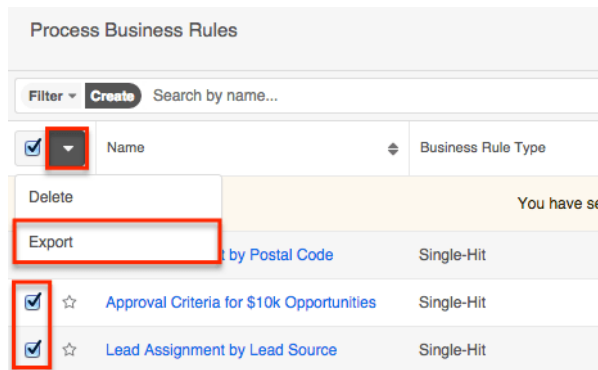 Process Business Rules
Filter Create Search by name...
Name Business Rule Type
Delete
You have se
Export
t by Postal Code Single-Hit
Approval Criteria for $10k Opportunities Single-Hit
Lead Assignment by Lead Source Single-Hit